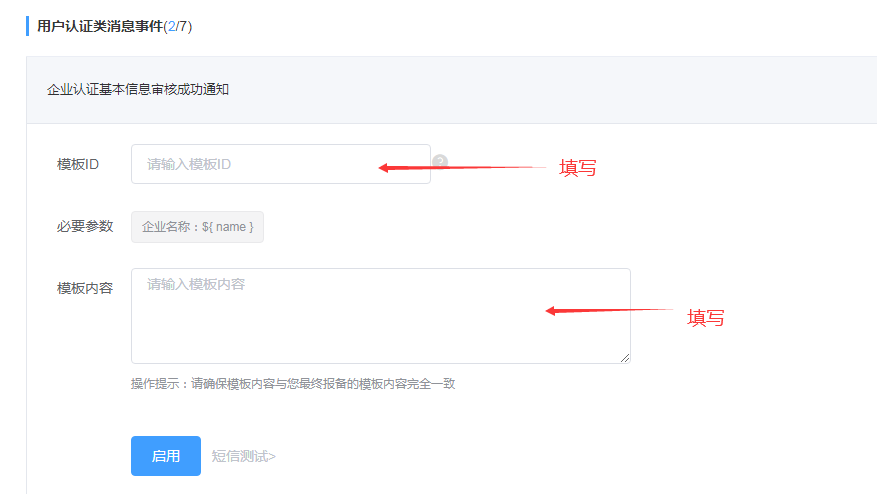 用户认证类消息事件(2/7)
企业认证基本信息审核成功通知
模板ID
请输入模板ID
?
填写
必要参数
企业名称：${ name }
模板内容
请输入模板内容
填写
操作提示：请确保模板内容与您最终报备的模板内容完全一致
启用 短信测试>